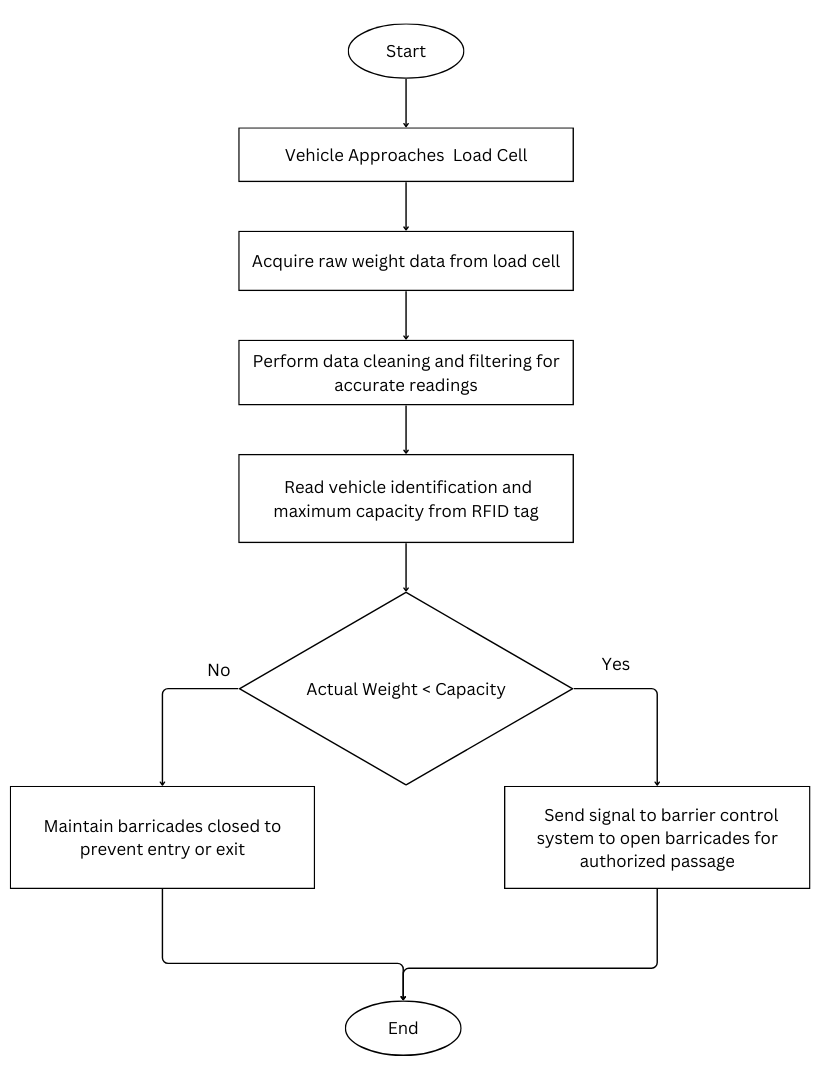 Start
Vehicle Approaches  Load Cell
Acquire raw weight data from load cell
Perform data cleaning and filtering for
accurate readings
Read vehicle identification and
maximum capacity from RFID tag
Actual Weight < Capacity
No
Yes
Maintain barricades closed to
prevent entry or exit
Send signal to barrier control
system to open barricades for
authorized passage
End